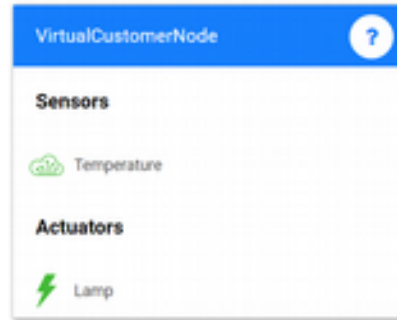 VirtualCustomerNode
?
Sensors
Temperature
Actuators
Lamp